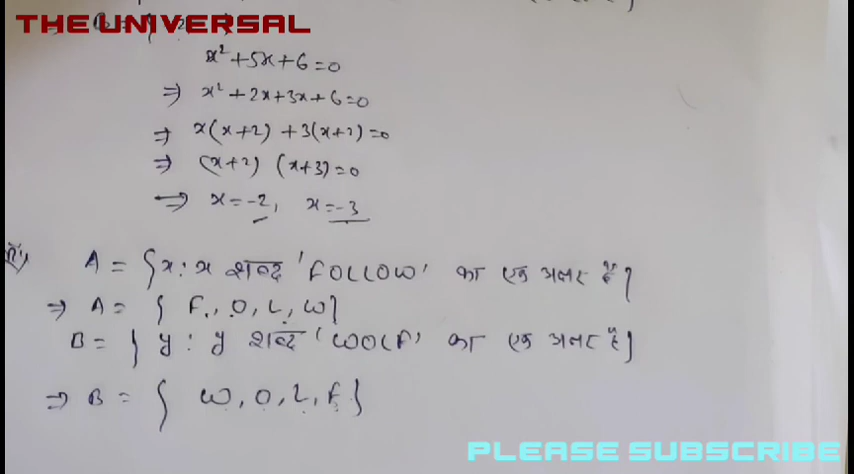 THE UNIVERSAL
x² + 5x + 6 = 0
⇒ x² + 2x + 3x + 6 = 0
⇒ x(x+2) + 3(x+2) = 0
⇒ (x+2) (x+3) = 0
⇒ x = -2, x = -3
A = {x : x शब्द 'FOLLOW' का एक अक्षर है}
⇒ A = { F, O, L, W}
B = { y : y शब्द 'WOLF' का एक अक्षर है}
⇒ B = { W, O, L, F }
PLEASE SUBSCRIBE